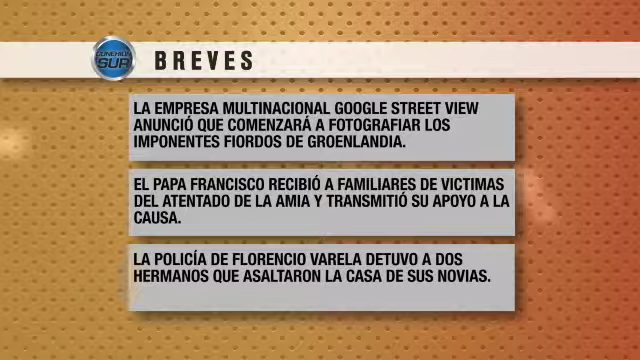 CONEXIÓN
SUR
BREVES
LA EMPRESA MULTINACIONAL GOOGLE STREET VIEW
ANUNCIÓ QUE COMENZARÁ A FOTOGRAFIAR LOS
IMPONENTES FIORDOS DE GROENLANDIA.
EL PAPA FRANCISCO RECIBIÓ A FAMILIARES DE VICTIMAS
DEL ATENTADO DE LA AMIA Y TRANSMITIÓ SU APOYO A LA
CAUSA.
LA POLICÍA DE FLORENCIO VARELA DETUVO A DOS
HERMANOS QUE ASALTARON LA CASA DE SUS NOVIAS.